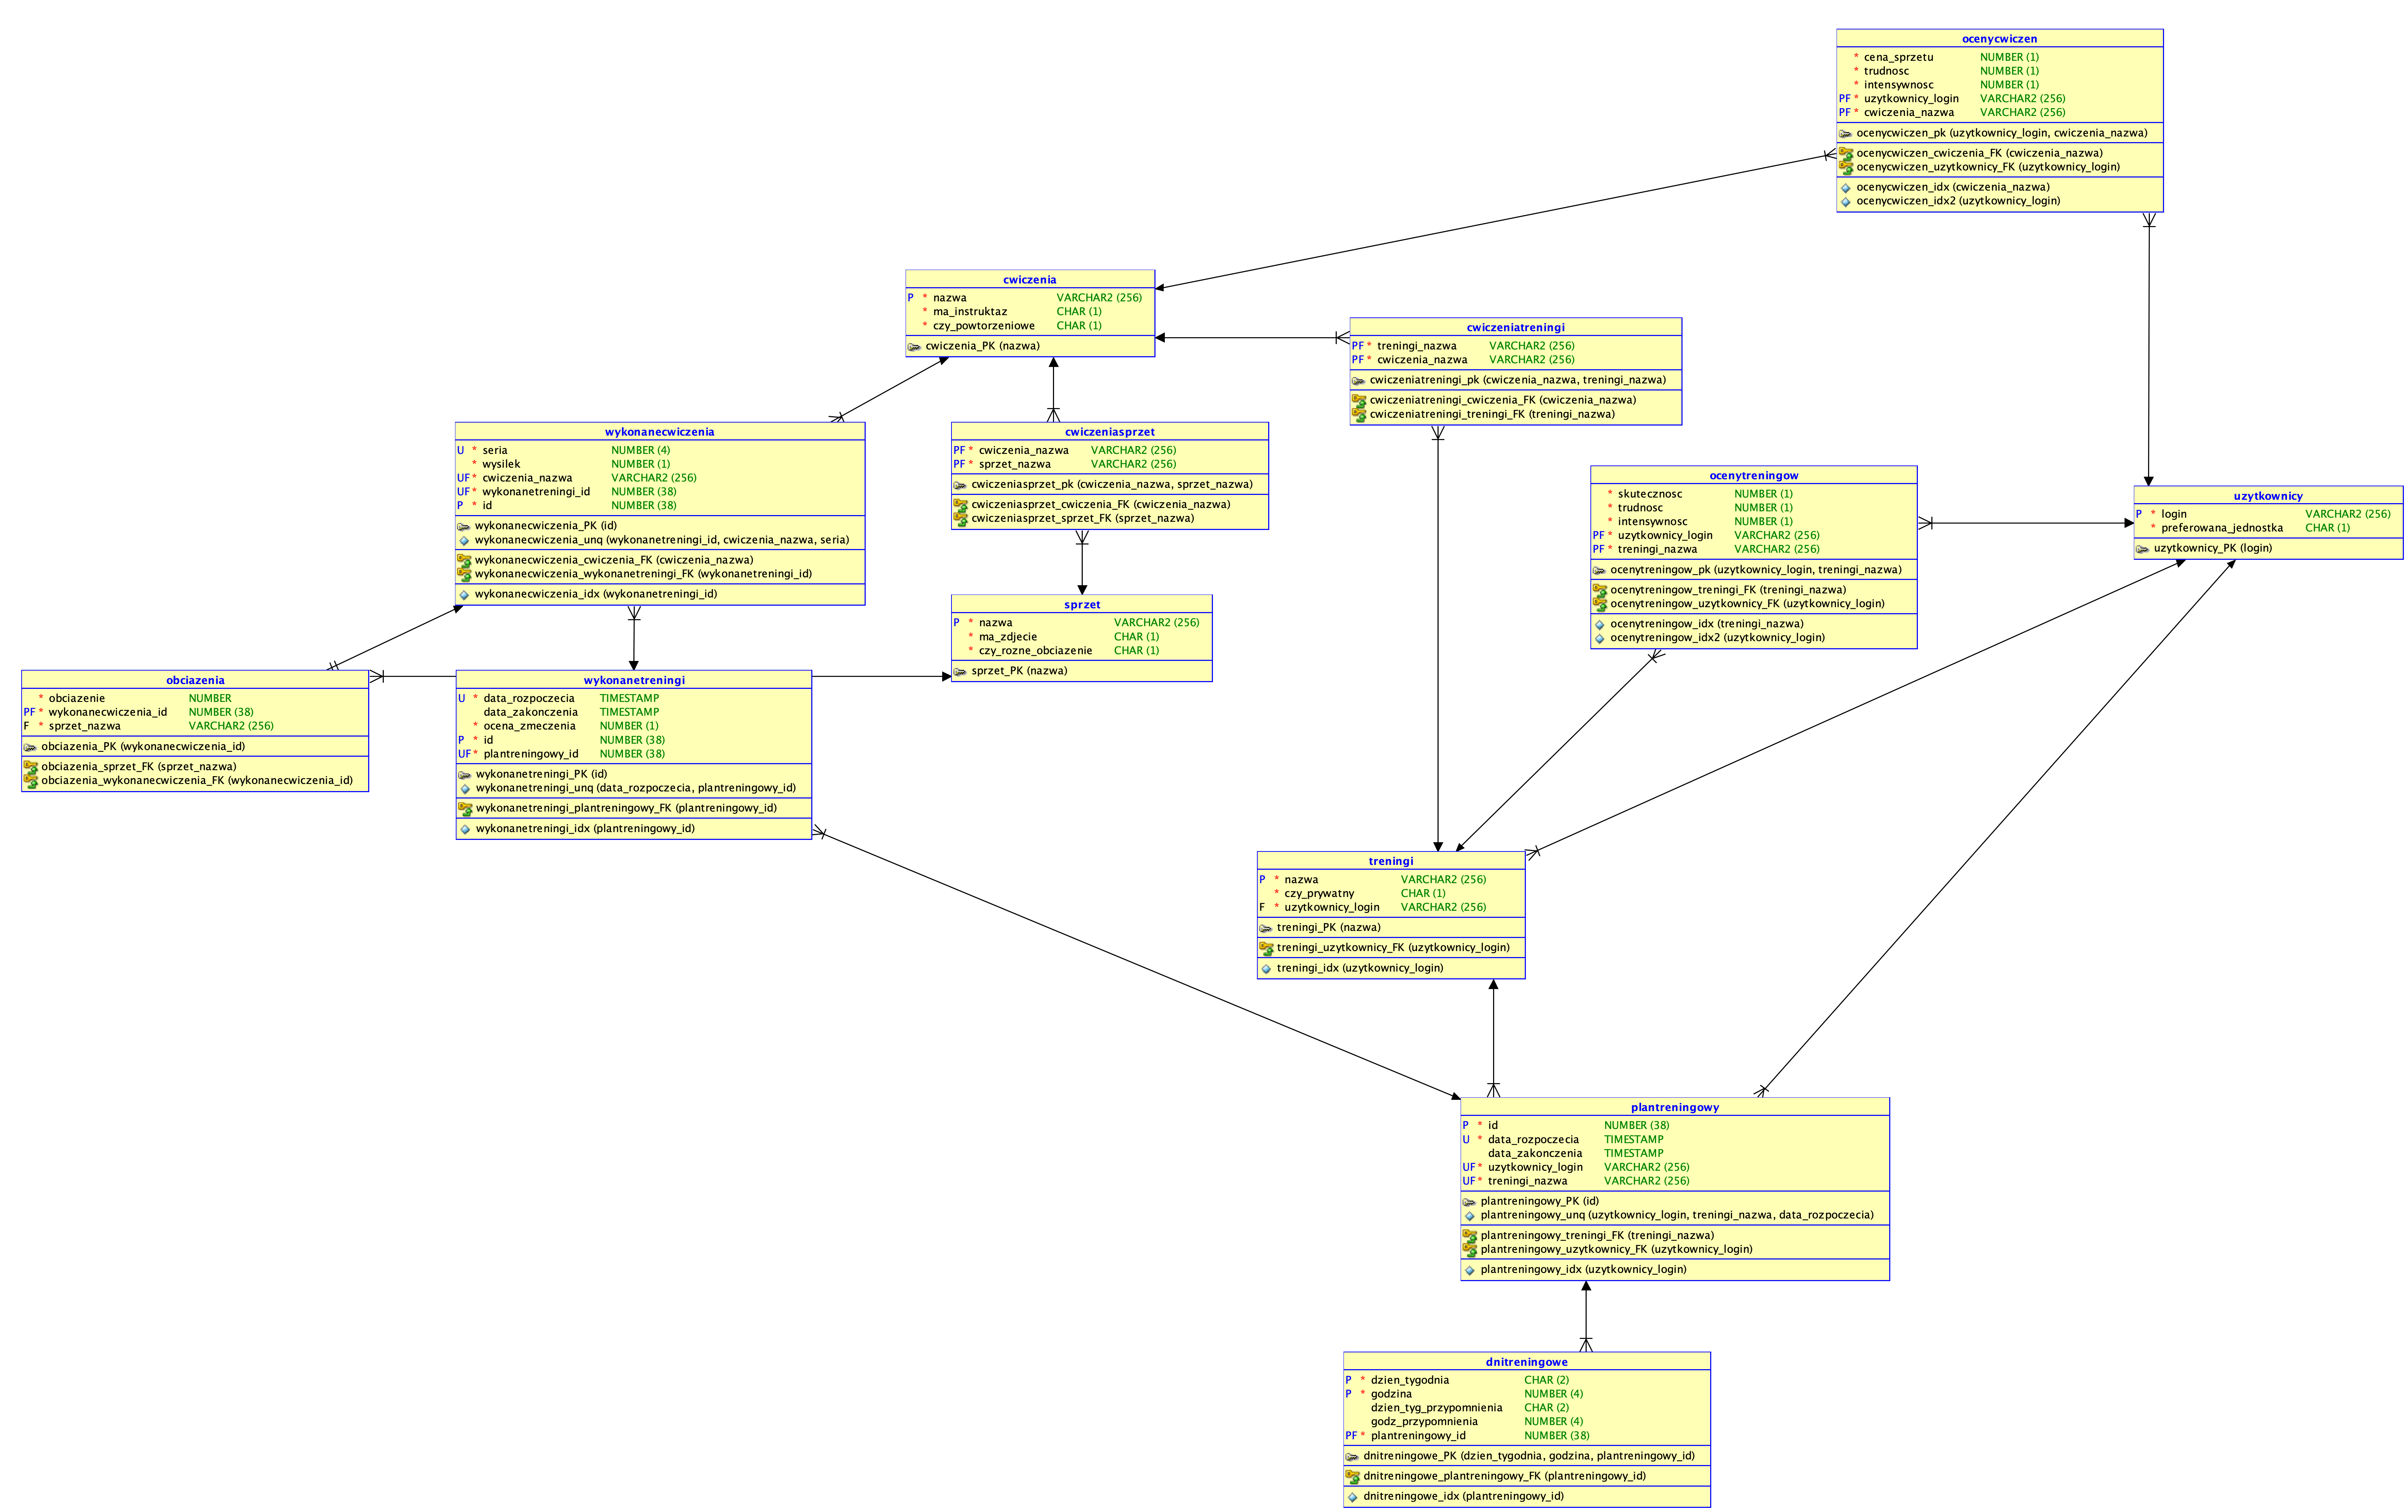 ocenycwiczen
* cena_sprzetu NUMBER (1)
* trudnosc NUMBER (1)
* intensywnosc NUMBER (1)
PF * uzytkownicy_login VARCHAR2 (256)
PF * cwiczenia_nazwa VARCHAR2 (256)
ocenycwiczen_pk (uzytkownicy_login, cwiczenia_nazwa)
ocenycwiczen_cwiczenia_FK (cwiczenia_nazwa)
ocenycwiczen_uzytkownicy_FK (uzytkownicy_login)
ocenycwiczen_idx (cwiczenia_nazwa)
ocenycwiczen_idx2 (uzytkownicy_login)
cwiczenia
P * nazwa VARCHAR2 (256)
* ma_instruktaz CHAR (1)
* czy_powtorzeniowe CHAR (1)
cwiczenia_PK (nazwa)
cwiczeniatreningi
PF * treningi_nazwa VARCHAR2 (256)
PF * cwiczenia_nazwa VARCHAR2 (256)
cwiczeniatreningi_pk (cwiczenia_nazwa, treningi_nazwa)
cwiczeniatreningi_cwiczenia_FK (cwiczenia_nazwa)
cwiczeniatreningi_treningi_FK (treningi_nazwa)
wykonanecwiczenia
U * seria NUMBER (4)
* wysilek NUMBER (1)
UF * cwiczenia_nazwa VARCHAR2 (256)
UF * wykonanetreningi_id NUMBER (38)
P * id NUMBER (38)
wykonanecwiczenia_PK (id)
wykonanecwiczenia_unq (wykonanetreningi_id, cwiczenia_nazwa, seria)
wykonanecwiczenia_cwiczenia_FK (cwiczenia_nazwa)
wykonanecwiczenia_wykonanetreningi_FK (wykonanetreningi_id)
wykonanecwiczenia_idx (wykonanetreningi_id)
cwiczeniasprzet
PF * cwiczenia_nazwa VARCHAR2 (256)
PF * sprzet_nazwa VARCHAR2 (256)
cwiczeniasprzet_pk (cwiczenia_nazwa, sprzet_nazwa)
cwiczeniasprzet_cwiczenia_FK (cwiczenia_nazwa)
cwiczeniasprzet_sprzet_FK (sprzet_nazwa)
ocenytreningow
* skutecznosc NUMBER (1)
* trudnosc NUMBER (1)
* intensywnosc NUMBER (1)
PF * uzytkownicy_login VARCHAR2 (256)
PF * treningi_nazwa VARCHAR2 (256)
ocenytreningow_pk (uzytkownicy_login, treningi_nazwa)
ocenytreningow_treningi_FK (treningi_nazwa)
ocenytreningow_uzytkownicy_FK (uzytkownicy_login)
ocenytreningow_idx (treningi_nazwa)
ocenytreningow_idx2 (uzytkownicy_login)
uzytkownicy
P * login VARCHAR2 (256)
* preferowana_jednostka CHAR (1)
uzytkownicy_PK (login)
sprzet
P * nazwa VARCHAR2 (256)
* ma_zdjecie CHAR (1)
* czy_rozne_obciazenie CHAR (1)
sprzet_PK (nazwa)
obciazenia
* obciazenie NUMBER
PF * wykonanecwiczenia_id NUMBER (38)
F * sprzet_nazwa VARCHAR2 (256)
obciazenia_PK (wykonanecwiczenia_id)
obciazenia_sprzet_FK (sprzet_nazwa)
obciazenia_wykonanecwiczenia_FK (wykonanecwiczenia_id)
wykonanetreningi
U * data_rozpoczecia TIMESTAMP
data_zakonczenia TIMESTAMP
* ocena_zmeczenia NUMBER (1)
P * id NUMBER (38)
UF * plantreningowy_id NUMBER (38)
wykonanetreningi_PK (id)
wykonanetreningi_unq (data_rozpoczecia, plantreningowy_id)
wykonanetreningi_plantreningowy_FK (plantreningowy_id)
wykonanetreningi_idx (plantreningowy_id)
treningi
P * nazwa VARCHAR2 (256)
* czy_prywatny CHAR (1)
F * uzytkownicy_login VARCHAR2 (256)
treningi_PK (nazwa)
treningi_uzytkownicy_FK (uzytkownicy_login)
treningi_idx (uzytkownicy_login)
plantreningowy
P * id NUMBER (38)
U * data_rozpoczecia TIMESTAMP
data_zakonczenia TIMESTAMP
UF * uzytkownicy_login VARCHAR2 (256)
UF * treningi_nazwa VARCHAR2 (256)
plantreningowy_PK (id)
plantreningowy_unq (uzytkownicy_login, treningi_nazwa, data_rozpoczecia)
plantreningowy_treningi_FK (treningi_nazwa)
plantreningowy_uzytkownicy_FK (uzytkownicy_login)
plantreningowy_idx (uzytkownicy_login)
dnitreningowe
P * dzien_tygodnia CHAR (2)
P * godzina NUMBER (4)
dzien_tyg_przypomnienia CHAR (2)
godz_przypomnienia NUMBER (4)
PF * plantreningowy_id NUMBER (38)
dnitreningowe_PK (dzien_tygodnia, godzina, plantreningowy_id)
dnitreningowe_plantreningowy_FK (plantreningowy_id)
dnitreningowe_idx (plantreningowy_id)